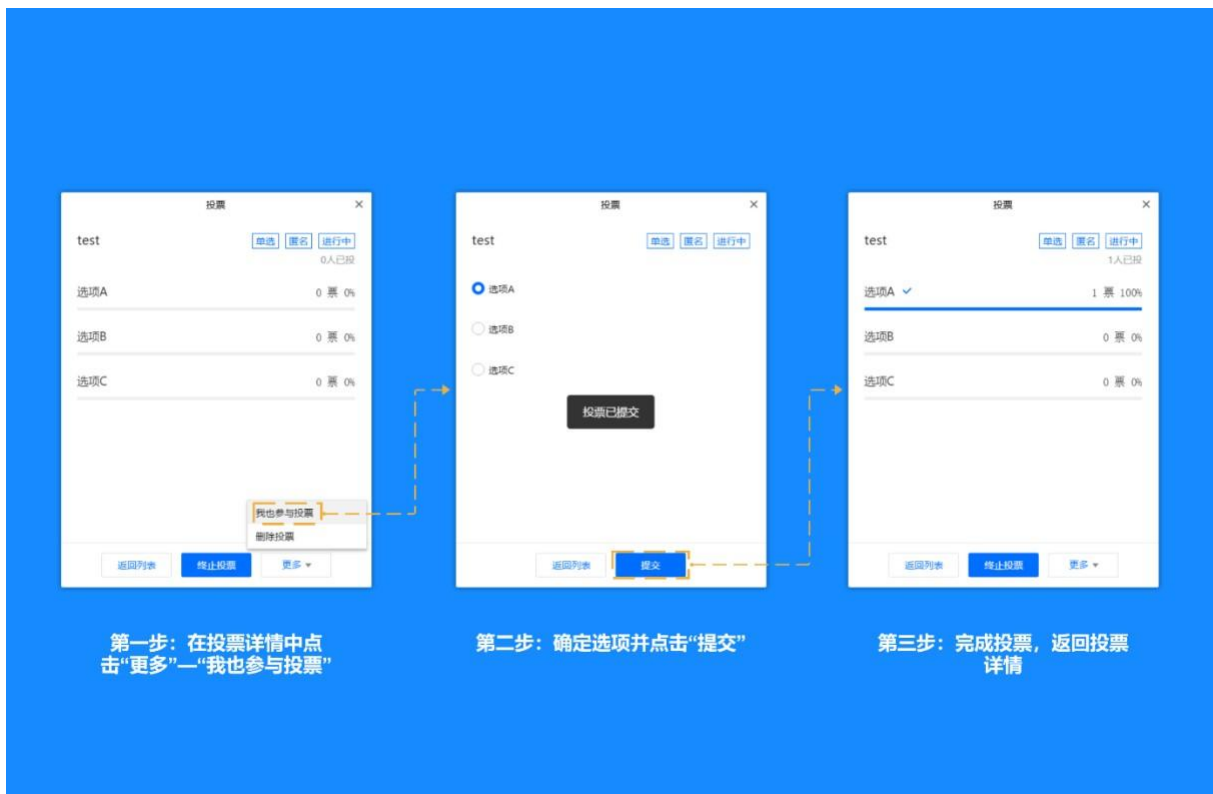 投票 ×
test 单选 匿名 进行中
0人已投
选项A 0 票 0%
选项B 0 票 0%
选项C 0 票 0%
我也参与投票
删除投票
返回列表 终止投票 更多
第一步：在投票详情中点
击“更多”—“我也参与投票”
投票 ×
test 单选 匿名 进行中
选项A
选项B
选项C
投票已提交
返回列表 提交
第二步：确定选项并点击“提交”
投票 ×
test 单选 匿名 进行中
1人已投
选项A 1 票 100%
选项B 0 票 0%
选项C 0 票 0%
返回列表 终止投票 更多
第三步：完成投票，返回投票
详情